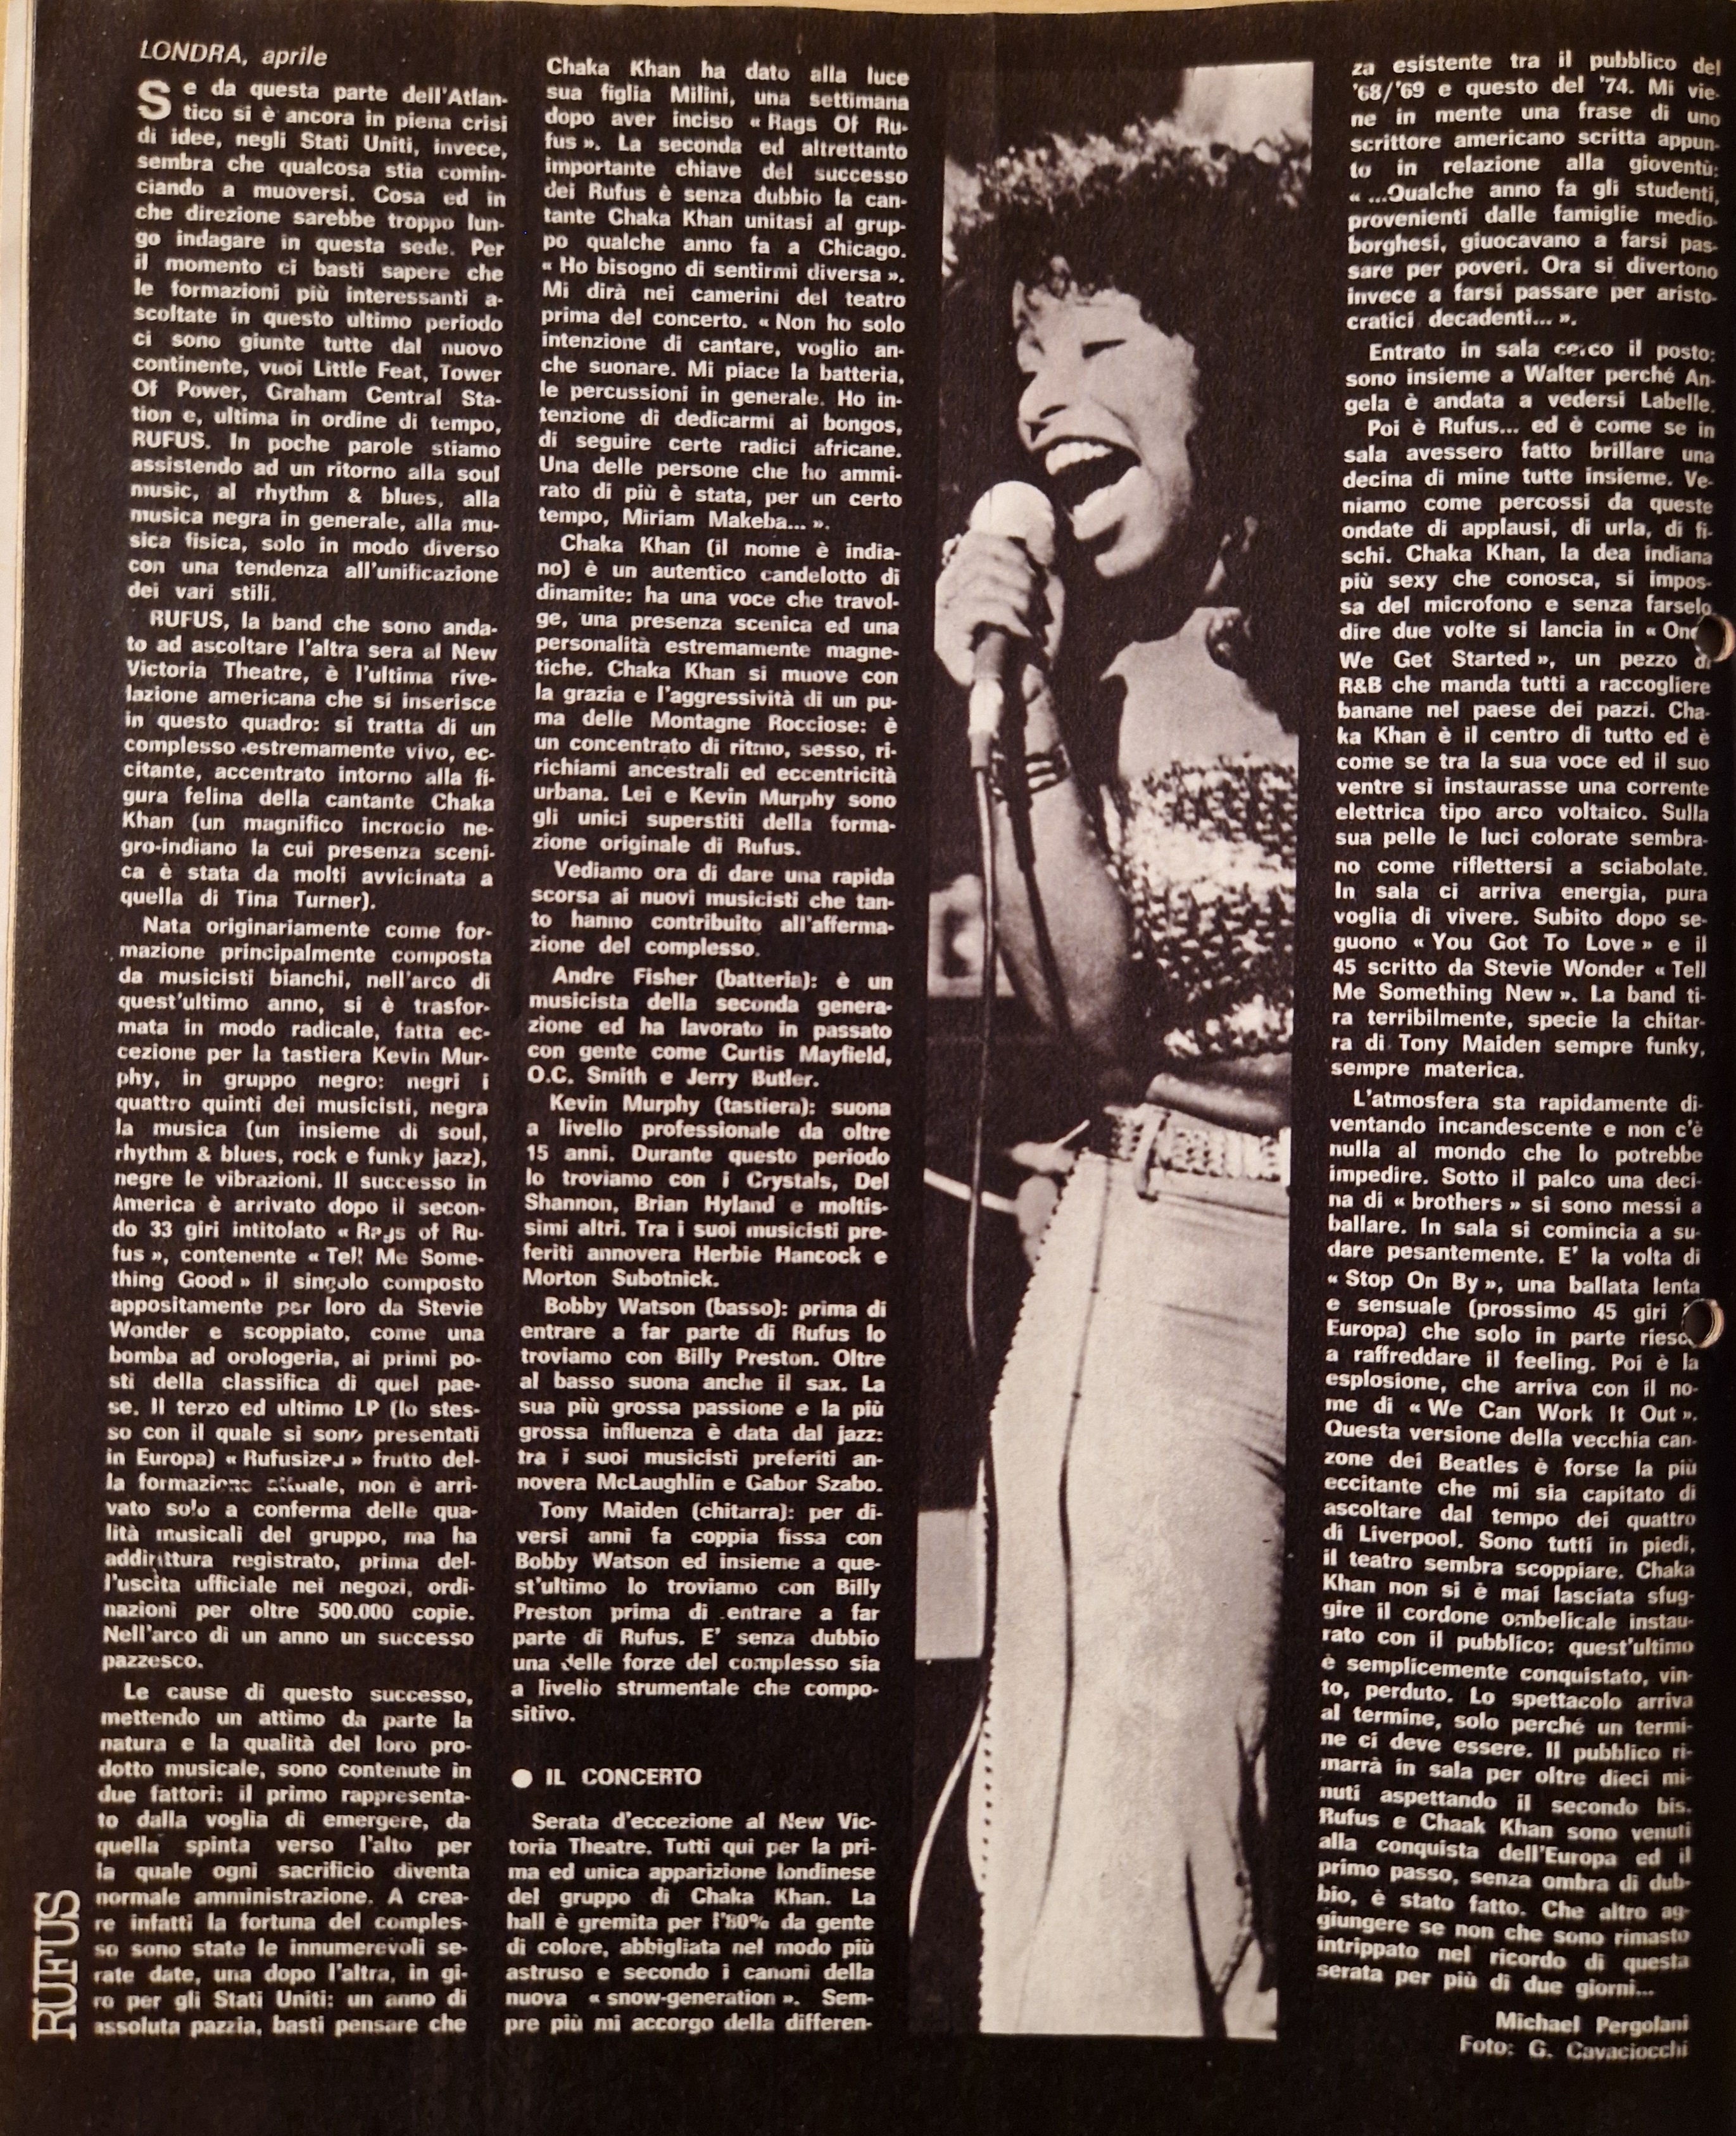 LONDRA, aprile
Se da questa parte dell'Atlan-
tico si è ancora in piena crisi
di idee, negli Stati Uniti, invece,
sembra che qualcosa stia comin-
ciando a muoversi. Cosa ed in
che direzione sarebbe troppo lun-
go indagare in questa sede. Per
il momento ci basti sapere che
le formazioni più interessanti a-
scoltate in questo ultimo periodo
ci sono giunte tutte dal nuovo
continente, vuoi Little Feat, Tower
Of Power, Graham Central Sta-
tion e, ultima in ordine di tempo,
RUFUS. In poche parole stiamo
assistendo ad un ritorno alla soul
music, al rhythm & blues, alla
musica negra in generale, alla mu-
sica fisica, solo in modo diverso
con una tendenza all'unificazione
dei vari stili.
RUFUS, la band che sono anda-
to ad ascoltare l'altra sera al New
Victoria Theatre, è l'ultima rive-
lazione americana che si inserisce
in questo quadro: si tratta di un
complesso estremamente vivo, ec-
citante, accentrato intorno alla fi-
gura felina della cantante Chaka
Khan (un magnifico incrocio ne-
gro-indiano la cui presenza sceni-
ca è stata da molti avvicinata a
quella di Tina Turner).
Nata originariamente come for-
mazione principalmente composta
da musicisti bianchi, nell'arco di
quest'ultimo anno, si è trasfor-
mata in modo radicale, fatta ec-
cezione per la tastiera Kevin Mur-
phy, in gruppo negro: negri i
quattro quinti dei musicisti, negra
la musica (un insieme di soul,
rhythm & blues, rock e funky jazz),
negre le vibrazioni. Il successo in
America è arrivato dopo il secon-
do 33 giri intitolato « Rags of Ru-
fus », contenente « Tell Me Some-
thing Good » il singolo composto
appositamente per loro da Stevie
Wonder e scoppiato, come una
bomba ad orologeria, ai primi po-
sti della classifica di quel pae-
se. Il terzo ed ultimo LP (lo stes-
so con il quale si sono presentati
in Europa) « Rufusized » frutto del-
la formazione attuale, non è arri-
vato solo a conferma delle qua-
lità musicali del gruppo, ma ha
addirittura registrato, prima del-
l'uscita ufficiale nei negozi, ordi-
nazioni per oltre 500.000 copie.
Nell'arco di un anno un successo
pazzesco.
Le cause di questo successo,
mettendo un attimo da parte la
natura e la qualità del loro pro-
dotto musicale, sono contenute in
due fattori: il primo rappresenta-
to dalla voglia di emergere, da
quella spinta verso l'alto per
la quale ogni sacrificio diventa
normale amministrazione. A crea-
re infatti la fortuna del comples-
so sono state le innumerevoli se-
rate date, una dopo l'altra, in gi-
ro per gli Stati Uniti: un anno di
assoluta pazzia, basti pensare che
RUFUS
Chaka Khan ha dato alla luce
sua figlia Milini, una settimana
dopo aver inciso « Rags Of Ru-
fus ». La seconda ed altrettanto
importante chiave del successo
dei Rufus è senza dubbio la can-
tante Chaka Khan unitasi al grup-
po qualche anno fa a Chicago.
« Ho bisogno di sentirmi diversa ».
Mi dirà nei camerini del teatro
prima del concerto. « Non ho solo
intenzione di cantare, voglio an-
che suonare. Mi piace la batteria,
le percussioni in generale. Ho in-
tenzione di dedicarmi ai bongos,
di seguire certe radici africane.
Una delle persone che ho ammi-
rato di più è stata, per un certo
tempo, Miriam Makeba... ».
Chaka Khan (il nome è india-
no) è un autentico candelotto di
dinamite: ha una voce che travol-
ge, una presenza scenica ed una
personalità estremamente magne-
tiche. Chaka Khan si muove con
la grazia e l'aggressività di un pu-
ma delle Montagne Rocciose: è
un concentrato di ritmo, sesso, ri-
richiami ancestrali ed eccentricità
urbana. Lei e Kevin Murphy sono
gli unici superstiti della forma-
zione originale di Rufus.
Vediamo ora di dare una rapida
scorsa ai nuovi musicisti che tan-
to hanno contribuito all'afferma-
zione del complesso.
Andre Fisher (batteria): è un
musicista della seconda genera-
zione ed ha lavorato in passato
con gente come Curtis Mayfield,
O.C. Smith e Jerry Butler.
Kevin Murphy (tastiera): suona
a livello professionale da oltre
15 anni. Durante questo periodo
lo troviamo con i Crystals, Del
Shannon, Brian Hyland e moltis-
simi altri. Tra i suoi musicisti pre-
feriti annovera Herbie Hancock e
Morton Subotnick.
Bobby Watson (basso): prima di
entrare a far parte di Rufus lo
troviamo con Billy Preston. Oltre
al basso suona anche il sax. La
sua più grossa passione e la più
grossa influenza è data dal jazz:
tra i suoi musicisti preferiti an-
novera McLaughlin e Gabor Szabo.
Tony Maiden (chitarra): per di-
versi anni fa coppia fissa con
Bobby Watson ed insieme a que-
st'ultimo lo troviamo con Billy
Preston prima di entrare a far
parte di Rufus. E' senza dubbio
una delle forze del complesso sia
a livello strumentale che compo-
sitivo.
● IL CONCERTO
Serata d'eccezione al New Vic-
toria Theatre. Tutti qui per la pri-
ma ed unica apparizione londinese
del gruppo di Chaka Khan. La
hall è gremita per l'80% da gente
di colore, abbigliata nel modo più
astruso e secondo i canoni della
nuova « snow-generation ». Sem-
pre più mi accorgo della differen-
za esistente tra il pubblico del
'68/'69 e questo del '74. Mi vie-
ne in mente una frase di uno
scrittore americano scritta appun-
to in relazione alla gioventù:
« ...Qualche anno fa gli studenti,
provenienti dalle famiglie medio-
borghesi, giuocavano a farsi pas-
sare per poveri. Ora si divertono
invece a farsi passare per aristo-
cratici decadenti... ».
Entrato in sala cerco il posto:
sono insieme a Walter perché An-
gela è andata a vedersi Labelle.
Poi è Rufus... ed è come se in
sala avessero fatto brillare una
decina di mine tutte insieme. Ve-
niamo come percossi da queste
ondate di applausi, di urla, di fi-
schi. Chaka Khan, la dea indiana
più sexy che conosca, si impos-
sa del microfono e senza farselo
dire due volte si lancia in « Onc
We Get Started », un pezzo di
R&B che manda tutti a raccogliere
banane nel paese dei pazzi. Cha-
ka Khan è il centro di tutto ed è
come se tra la sua voce ed il suo
ventre si instaurasse una corrente
elettrica tipo arco voltaico. Sulla
sua pelle le luci colorate sembra-
no come riflettersi a sciabolate.
In sala ci arriva energia, pura
voglia di vivere. Subito dopo se-
guono « You Got To Love » e il
45 scritto da Stevie Wonder « Tell
Me Something New ». La band ti-
ra terribilmente, specie la chitar-
ra di Tony Maiden sempre funky,
sempre materica.
L'atmosfera sta rapidamente di-
ventando incandescente e non c'è
nulla al mondo che lo potrebbe
impedire. Sotto il palco una deci-
na di « brothers » si sono messi a
ballare. In sala si comincia a su-
dare pesantemente. E' la volta di
« Stop On By », una ballata lenta
e sensuale (prossimo 45 giri
Europa) che solo in parte riesce
a raffreddare il feeling. Poi è la
esplosione, che arriva con il no-
me di « We Can Work It Out ».
Questa versione della vecchia can-
zone dei Beatles è forse la più
eccitante che mi sia capitato di
ascoltare dal tempo dei quattro
di Liverpool. Sono tutti in piedi,
il teatro sembra scoppiare. Chaka
Khan non si è mai lasciata sfug-
gire il cordone ombelicale instau-
rato con il pubblico: quest'ultimo
è semplicemente conquistato, vin-
to, perduto. Lo spettacolo arriva
al termine, solo perché un termi-
ne ci deve essere. Il pubblico ri-
marrà in sala per oltre dieci mi-
nuti aspettando il secondo bis.
Rufus e Chaak Khan sono venuti
alla conquista dell'Europa ed il
primo passo, senza ombra di dub-
bio, è stato fatto. Che altro ag-
giungere se non che sono rimasto
intrippato nel ricordo di questa
serata per più di due giorni...
Michael Pergolani
Foto: G. Cavaciocchi